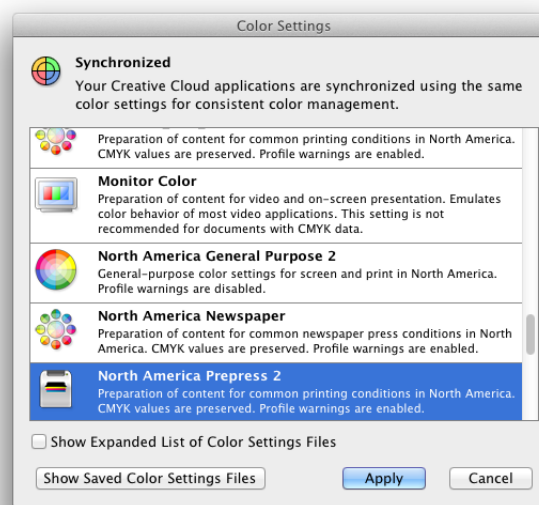 Color Settings
Synchronized
Your Creative Cloud applications are synchronized using the same
color settings for consistent color management.
Preparation of content for common printing conditions in North America.
CMYK values are preserved. Profile warnings are enabled.
Monitor Color
Preparation of content for video and on-screen presentation. Emulates
color behavior of most video applications. This setting is not
recommended for documents with CMYK data.
North America General Purpose 2
General-purpose color settings for screen and print in North America.
Profile warnings are disabled.
North America Newspaper
Preparation of content for common newspaper press conditions in North
America. CMYK values are preserved. Profile warnings are enabled.
North America Prepress 2
Preparation of content for common printing conditions in North America.
CMYK values are preserved. Profile warnings are enabled.
Show Expanded List of Color Settings Files
Show Saved Color Settings Files
Apply
Cancel